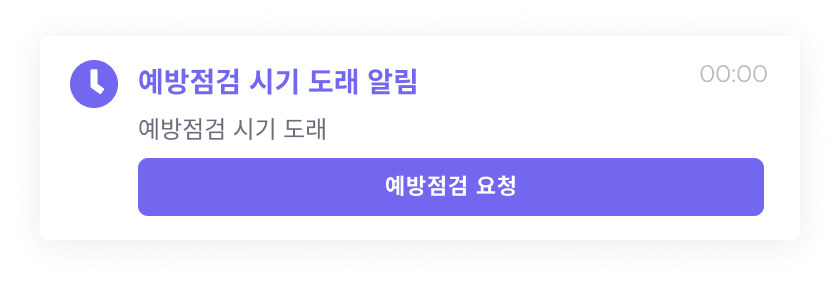 예방점검 시기 도래 알림
00:00
예방점검 시기 도래
예방점검 요청